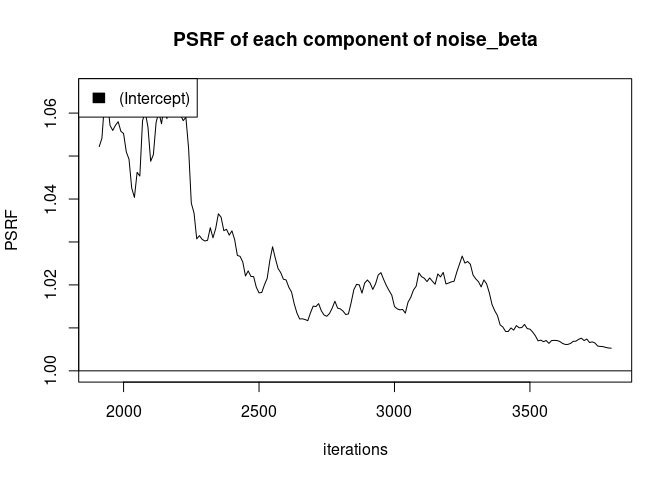 PSRF of each component of noise_beta
(Intercept)
PSRF
1.06
1.04
1.02
1.00
2000 2500 3000 3500
iterations